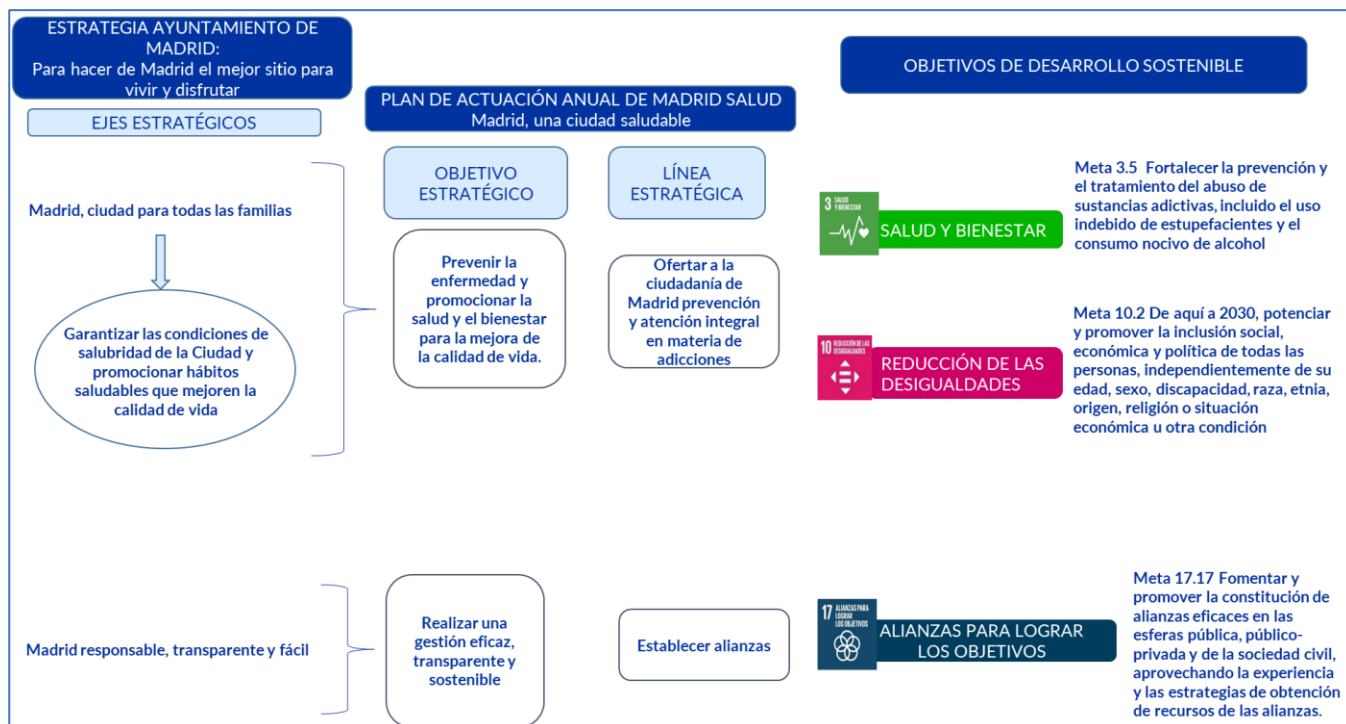 ESTRATEGIA AYUNTAMIENTO DE
MADRID:
Para hacer de Madrid el mejor sitio para
vivir y disfrutar
EJES ESTRATÉGICOS
PLAN DE ACTUACIÓN ANUAL DE MADRID SALUD
Madrid, una ciudad saludable
OBJETIVOS DE DESARROLLO SOSTENIBLE
OBJETIVO
ESTRATÉGICO
LÍNEA
ESTRATÉGICA
Madrid, ciudad para todas las familias
Garantizar las condiciones de
salubridad de la Ciudad y
promocionar hábitos
saludables que mejoren la
calidad de vida
Prevenir la
enfermedad y
promocionar la
salud y el bienestar
para la mejora de
la calidad de vida.
Ofertar a la
ciudadanía de
Madrid prevención
y atención integral
en materia de
adicciones
3 SALUD
Y BIENESTAR
SALUD Y BIENESTAR
Meta 3.5 Fortalecer la prevención y
el tratamiento del abuso de
sustancias adictivas, incluido el uso
indebido de estupefacientes y el
consumo nocivo de alcohol
10 REDUCCIÓN DE LAS
DESIGUALDADES
REDUCCIÓN DE LAS
DESIGUALDADES
Meta 10.2 De aquí a 2030, potenciar
y promover la inclusión social,
económica y política de todas las
personas, independientemente de su
edad, sexo, discapacidad, raza, etnia,
origen, religión o situación
económica u otra condición
Madrid responsable, transparente y fácil
Realizar una
gestión eficaz,
transparente y
sostenible
Establecer alianzas
17 ALIANZAS PARA
LOGRAR
LOS OBJETIVOS
ALIANZAS PARA LOGRAR
LOS OBJETIVOS
Meta 17.17 Fomentar y
promover la constitución de
alianzas eficaces en las
esferas pública, público-
privada y de la sociedad civil,
aprovechando la experiencia
y las estrategias de obtención
de recursos de las alianzas.